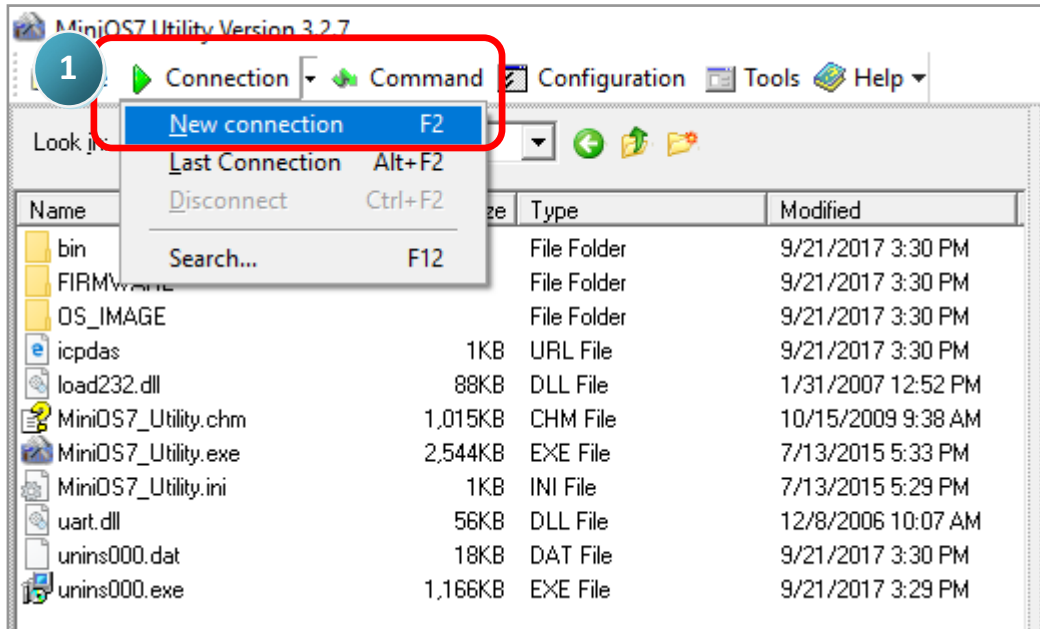 MiniOS7 Utility Version 3.2.7
1
Connection Command Configuration Tools Help
New connection F2
Look in:
Last Connection Alt+F2
Disconnect Ctrl+F2
Search... F12
Name ze Type Modified
bin File Folder 9/21/2017 3:30 PM
FIRMWARE File Folder 9/21/2017 3:30 PM
OS_IMAGE File Folder 9/21/2017 3:30 PM
icpdas 1KB URL File 9/21/2017 3:30 PM
load232.dll 88KB DLL File 1/31/2007 12:52 PM
MiniOS7_Utility.chm 1,015KB CHM File 10/15/2009 9:38 AM
MiniOS7_Utility.exe 2,544KB EXE File 7/13/2015 5:33 PM
MiniOS7_Utility.ini 1KB INI File 7/13/2015 5:29 PM
uart.dll 56KB DLL File 12/8/2006 10:07 AM
unins000.dat 18KB DAT File 9/21/2017 3:30 PM
unins000.exe 1,166KB EXE File 9/21/2017 3:29 PM